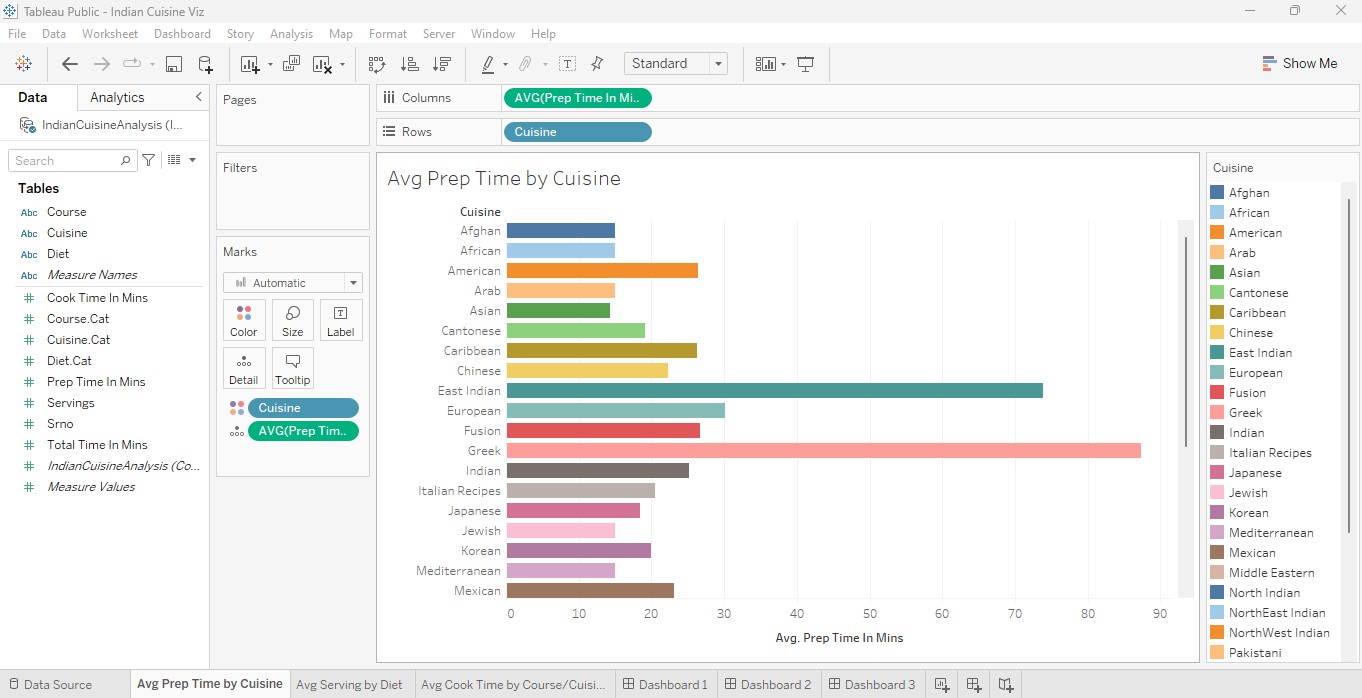 Tableau Public - Indian Cuisine Viz
File Data Worksheet Dashboard Story Analysis Map Format Server Window Help
Standard
Show Me
Data Analytics
IndianCuisineAnalysis (I...
Search
Tables
Abc Course
Abc Cuisine
Abc Diet
Abc Measure Names
Cook Time In Mins
Course.Cat
Cuisine.Cat
Diet.Cat
Prep Time In Mins
Servings
Srno
Total Time In Mins
IndianCuisineAnalysis (Co...
Measure Values
Pages
Filters
Marks
Automatic
Color Size Label
Detail Tooltip
Cuisine
AVG(Prep Tim..
Columns AVG(Prep Time In Mi..
Rows Cuisine
Avg Prep Time by Cuisine
Cuisine
Afghan
African
American
Arab
Asian
Cantonese
Caribbean
Chinese
East Indian
European
Fusion
Greek
Indian
Italian Recipes
Japanese
Jewish
Korean
Mediterranean
Mexican
0 10 20 30 40 50 60 70 80 90
Avg. Prep Time In Mins
Cuisine
Afghan
African
American
Arab
Asian
Cantonese
Caribbean
Chinese
East Indian
European
Fusion
Greek
Indian
Italian Recipes
Japanese
Jewish
Korean
Mediterranean
Mexican
Middle Eastern
North Indian
NorthEast Indian
NorthWest Indian
Pakistani
Data Source Avg Prep Time by Cuisine Avg Serving by Diet Avg Cook Time by Course/Cuisi... Dashboard 1 Dashboard 2 Dashboard 3